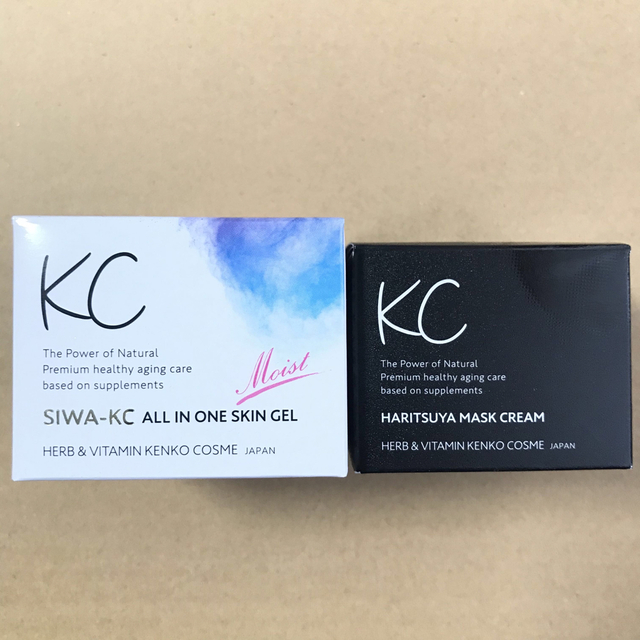 KC
The Power of Natural
Premium healthy aging care
based on supplements
Moist
SIWA-KC ALL IN ONE SKIN GEL
HERB & VITAMIN KENKO COSME JAPAN
KC
The Power of Natural
Premium healthy aging care
based on supplements
HARITSUYA MASK CREAM
HERB & VITAMIN KENKO COSME JAPAN